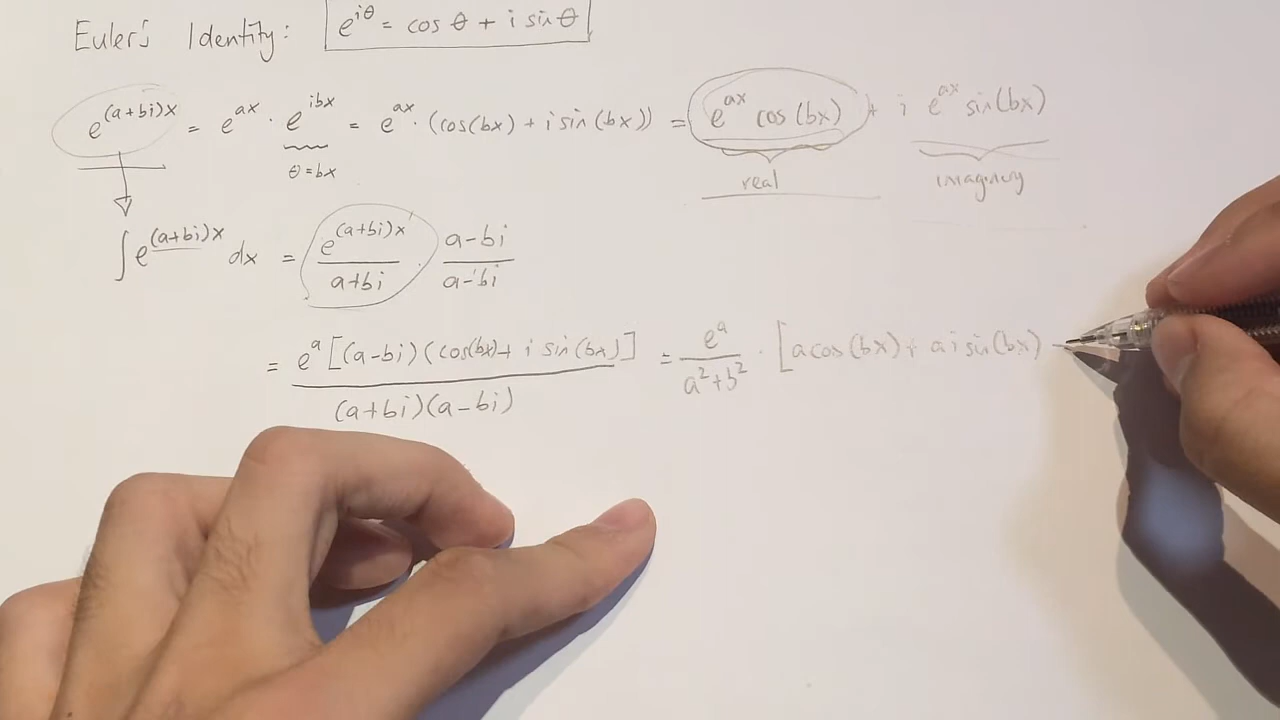 Euler's Identity: e^{iθ} = cos θ + i sin θ
e^{(a+bi)x} = e^{ax} · e^{ibx} = e^{ax} · (cos(bx) + i sin(bx)) = e^{ax} cos(bx) + i e^{ax} sin(bx)
θ = bx real imaginary
∫ e^{(a+bi)x} dx = e^{(a+bi)x} / (a+bi) · (a-bi) / (a-bi)
= e^a [(a-bi)(cos(bx) + i sin(bx)] / (a+bi)(a-bi) = e^a / (a²+b²) · [a cos(bx) + a i sin(bx) -